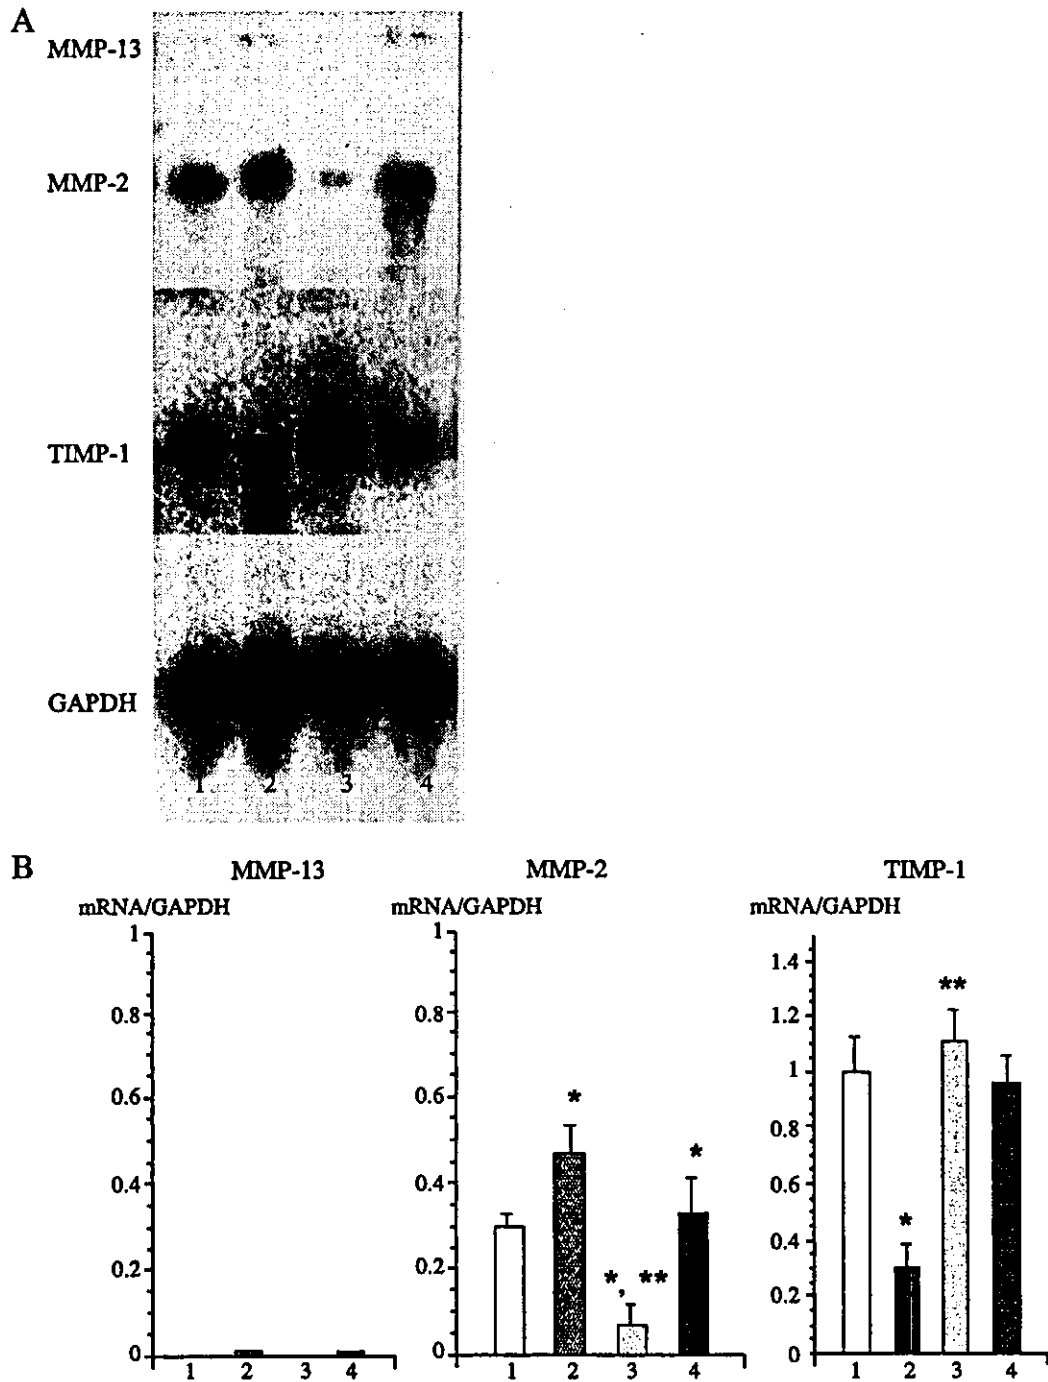 A
MMP-13
MMP-2
TIMP-1
GAPDH
1 2 3 4
B
MMP-13 MMP-2 TIMP-1
mRNA/GAPDH mRNA/GAPDH mRNA/GAPDH
1
0.8
0.6
0.4
0.2
0
1 2 3 4
1
0.8
0.6
0.4
0.2
0
*
*, **
*
1 2 3 4
1.4
1.2
1
0.8
0.6
0.4
0.2
0
*
**
1 2 3 4